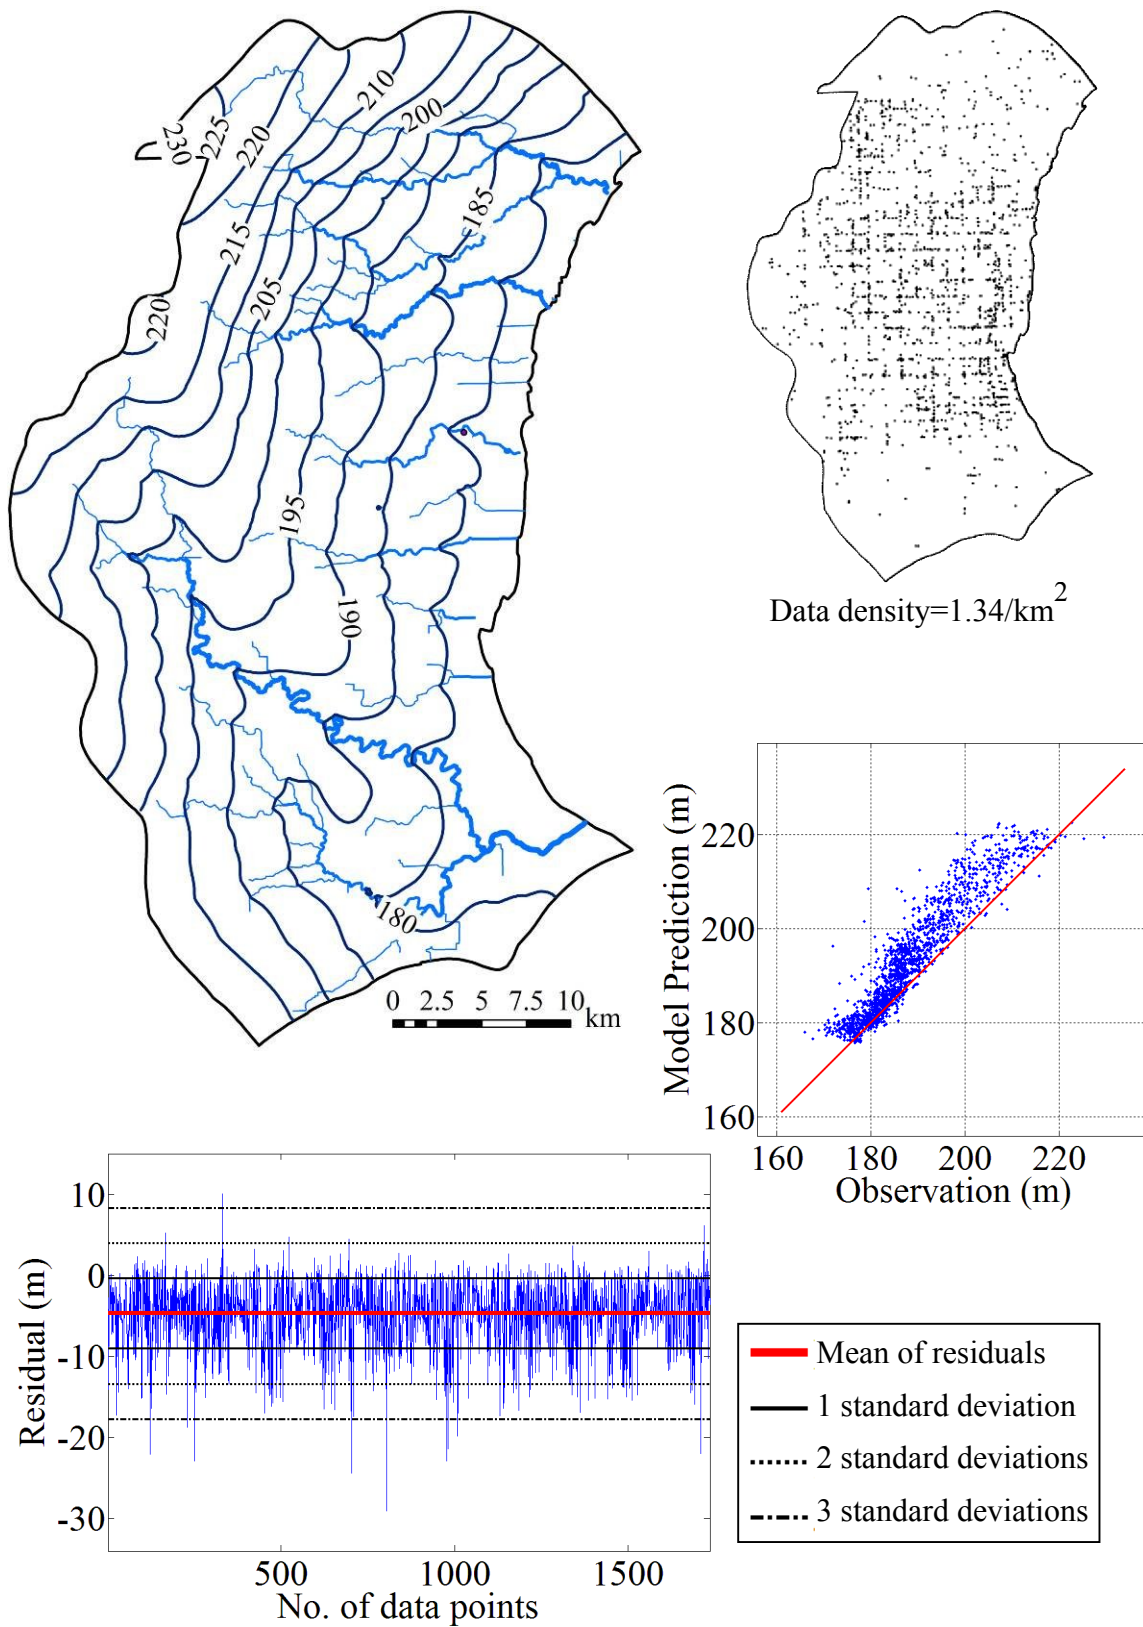 210
200
230
225
220
185
215
205
220
195
190
180
0 2.5 5 7.5 10
km
Data density=1.34/km2
Model Prediction (m)
220
200
180
160
160 180 200 220
Observation (m)
Residual (m)
10
0
-10
-20
-30
500 1000 1500
No. of data points
Mean of residuals
1 standard deviation
2 standard deviations
3 standard deviations